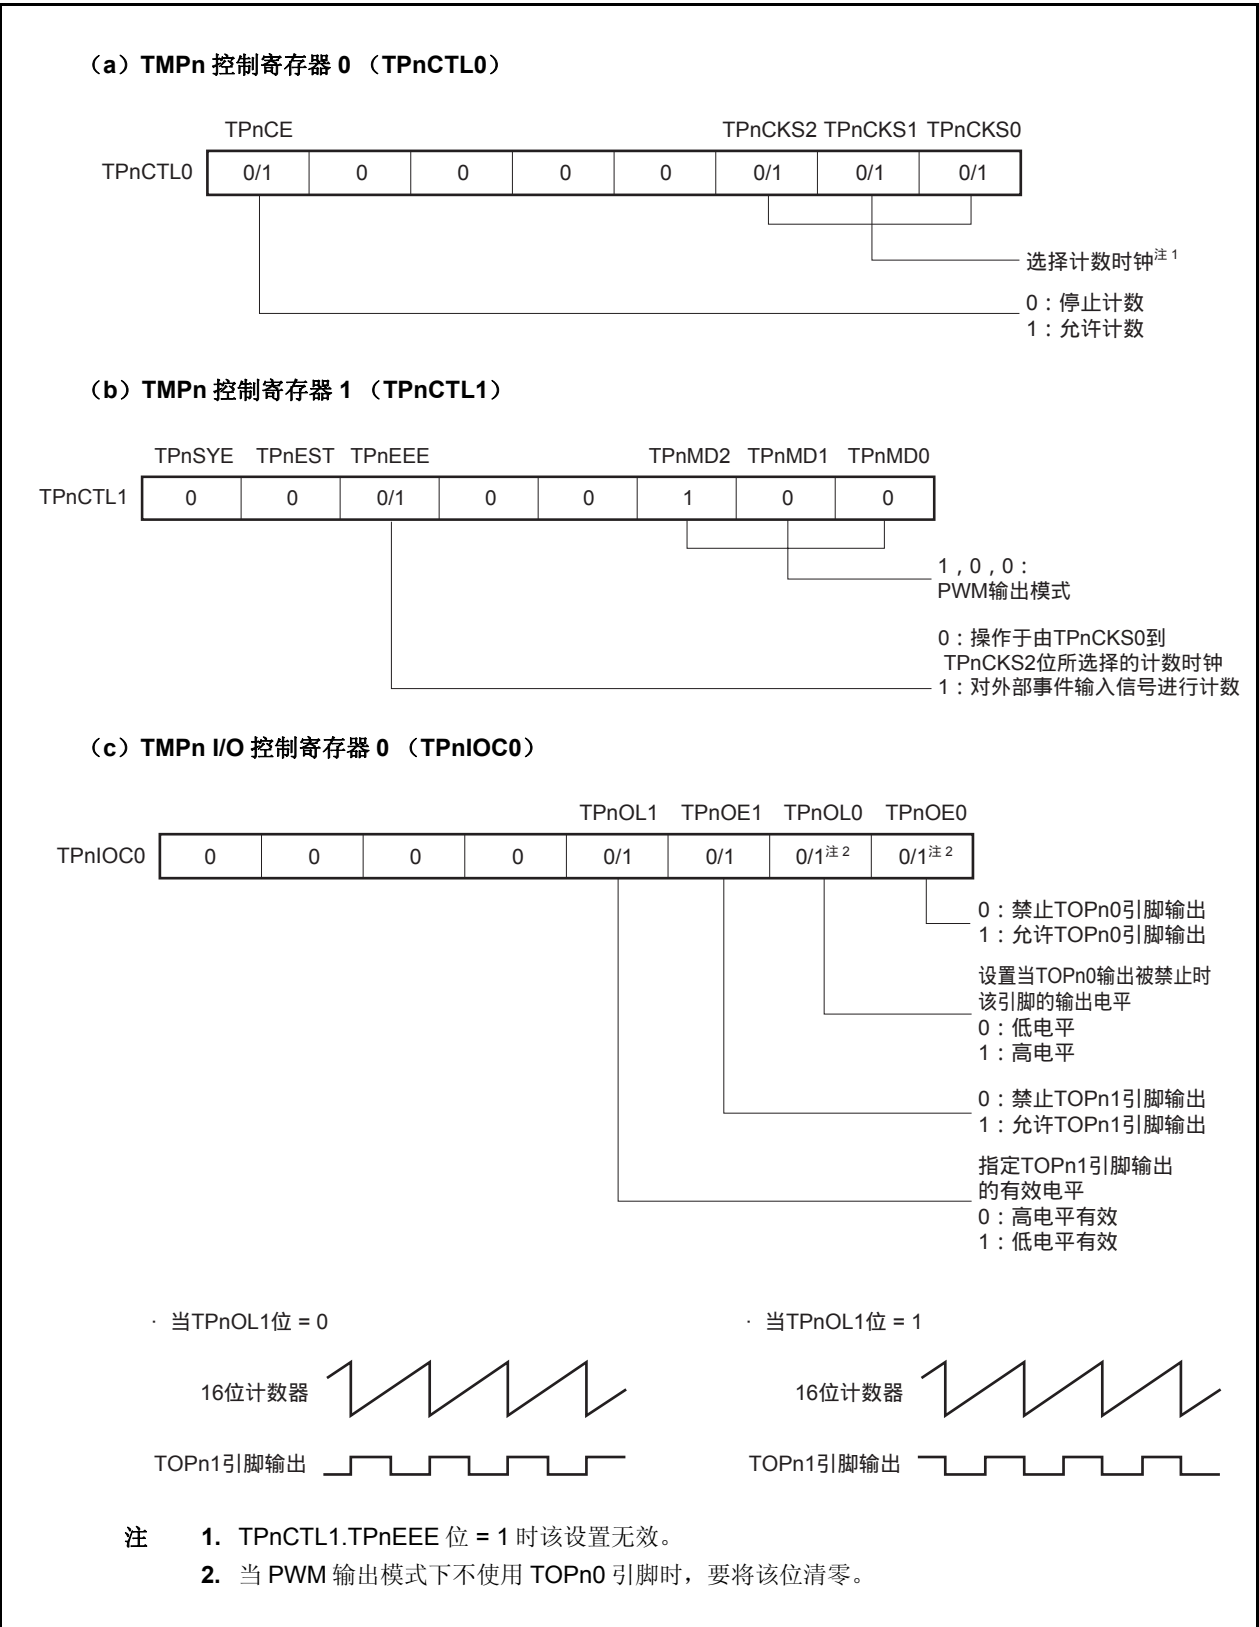 （a）TMPn 控制寄存器 0 （TPnCTL0）
TPnCE TPnCKS2 TPnCKS1 TPnCKS0
TPnCTL0 0/1 0 0 0 0 0/1 0/1 0/1
选择计数时钟注 1
0：停止计数
1：允许计数
（b）TMPn 控制寄存器 1 （TPnCTL1）
TPnSYE TPnEST TPnEEE TPnMD2 TPnMD1 TPnMD0
TPnCTL1 0 0 0/1 0 0 1 0 0
1，0，0：
PWM输出模式
0：操作于由TPnCKS0到
TPnCKS2位所选择的计数时钟
1：对外部事件输入信号进行计数
（c）TMPn I/O 控制寄存器 0 （TPnIOC0）
TPnOL1 TPnOE1 TPnOL0 TPnOE0
TPnIOC0 0 0 0 0 0/1 0/1 0/1注 2 0/1注 2
0：禁止TOPn0引脚输出
1：允许TOPn0引脚输出
设置当TOPn0输出被禁止时
该引脚的输出电平
0：低电平
1：高电平
0：禁止TOPn1引脚输出
1：允许TOPn1引脚输出
指定TOPn1引脚输出
的有效电平
0：高电平有效
1：低电平有效
· 当TPnOL1位 = 0
16位计数器
TOPn1引脚输出
· 当TPnOL1位 = 1
16位计数器
TOPn1引脚输出
注 1. TPnCTL1.TPnEEE 位 = 1 时该设置无效。
2. 当 PWM 输出模式下不使用 TOPn0 引脚时，要将该位清零。